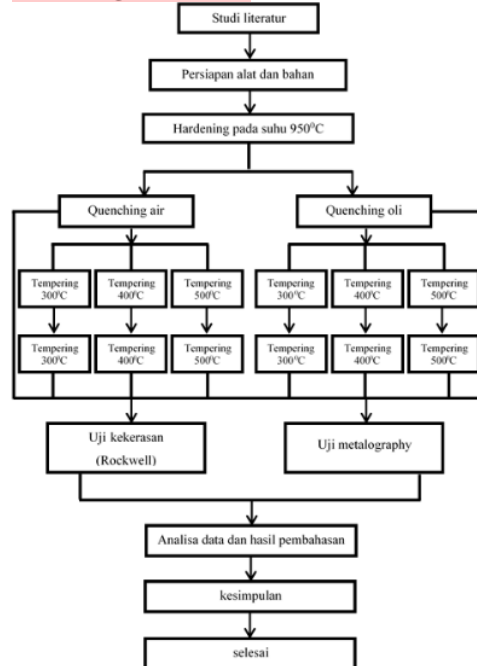 Studi literatur
Persiapan alat dan bahan
Hardening pada suhu 950⁰C
Quenching air
Quenching oli
Tempering
300⁰C
Tempering
400⁰C
Tempering
500⁰C
Tempering
300⁰C
Tempering
400⁰C
Tempering
500⁰C
Tempering
300⁰C
Tempering
400⁰C
Tempering
500⁰C
Tempering
300⁰C
Tempering
400⁰C
Tempering
500⁰C
Uji kekerasan
(Rockwell)
Uji metalography
Analisa data dan hasil pembahasan
kesimpulan
selesai